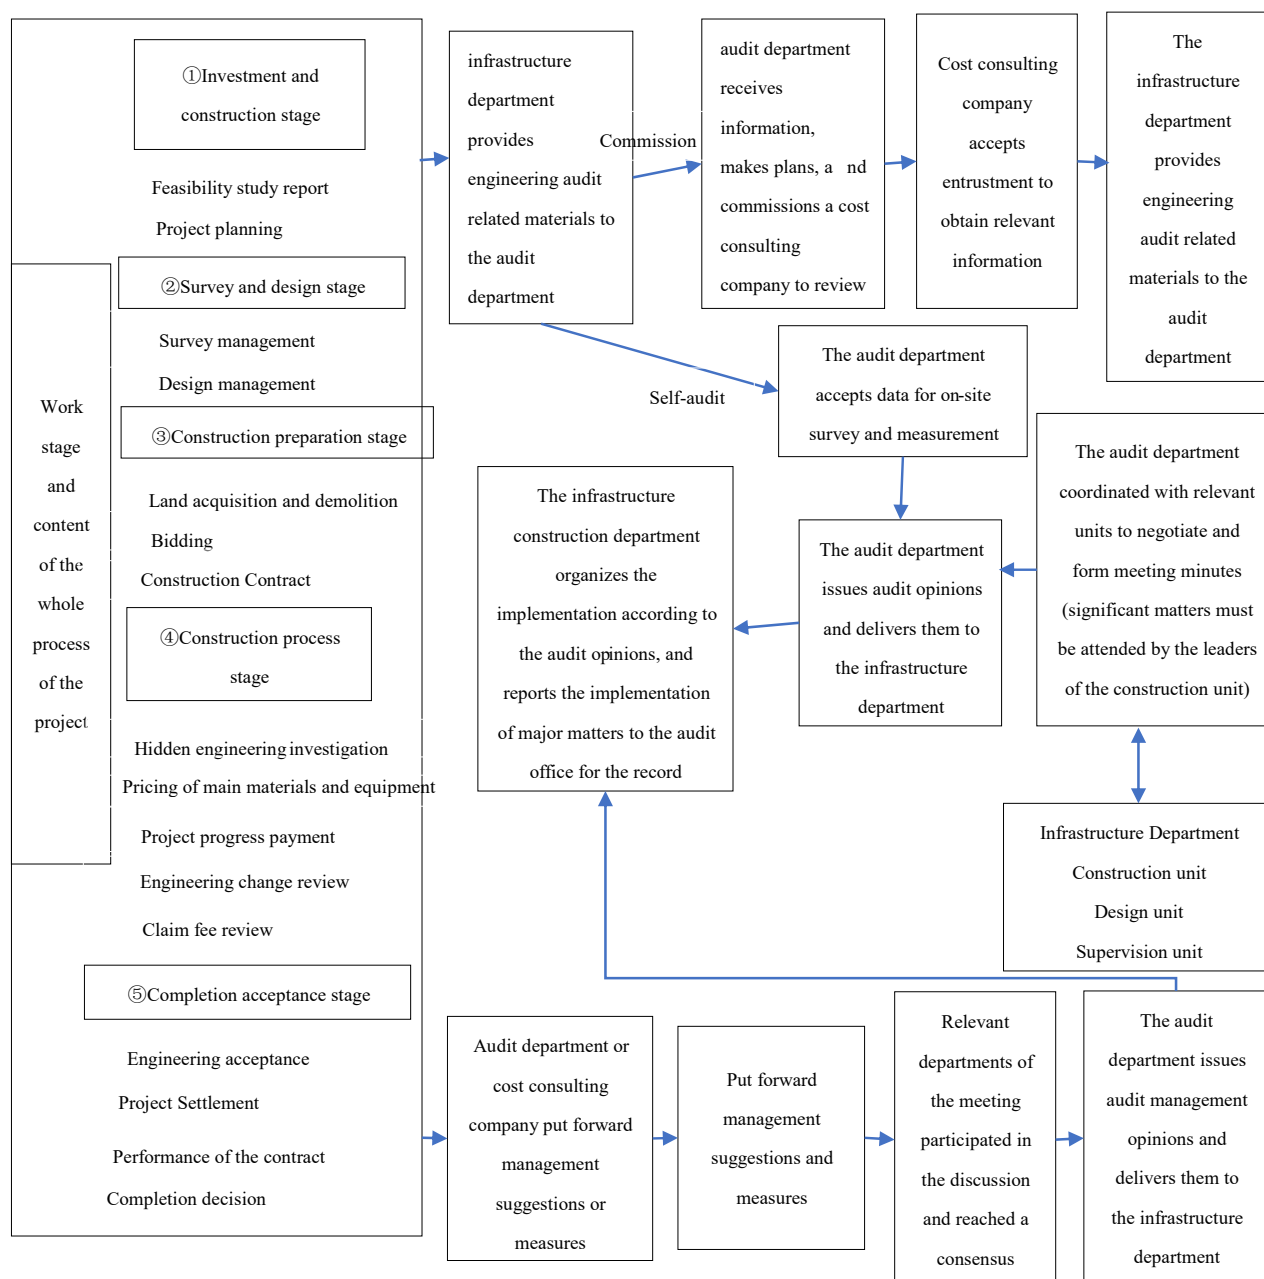 Work
stage
and
content
of the
whole
process
of the
project
①Investment and
construction stage
Feasibility study report
Project planning
②Survey and design stage
Survey management
Design management
③Construction preparation stage
Land acquisition and demolition
Bidding
Construction Contract
④Construction process
stage
Hidden engineering investigation
Pricing of main materials and equipment
Project progress payment
Engineering change review
Claim fee review
⑤Completion acceptance stage
Engineering acceptance
Project Settlement
Performance of the contract
Completion decision
infrastructure
department
provides
engineering audit
related materials to
the audit
department
Commission
audit department
receives
information,
makes plans, a nd
commissions a cost
consulting
company to review
Cost consulting
company
accepts
entrustment to
obtain relevant
information
The
infrastructure
department
provides
engineering
audit related
materials to the
audit
department
Self-audit
The audit department
accepts data for on-site
survey and measurement
The infrastructure
construction department
organizes the
implementation according to
the audit opinions, and
reports the implementation
of major matters to the audit
office for the record
The audit department
issues audit opinions
and delivers them to
the infrastructure
department
The audit department
coordinated with relevant
units to negotiate and
form meeting minutes
(significant matters must
be attended by the leaders
of the construction unit)
Infrastructure Department
Construction unit
Design unit
Supervision unit
Audit department or
cost consulting
company put forward
management
suggestions or
measures
Put forward
management
suggestions and
measures
Relevant
departments of
the meeting
participated in
the discussion
and reached a
consensus
The audit
department issues
audit management
opinions and
delivers them to
the infrastructure
department